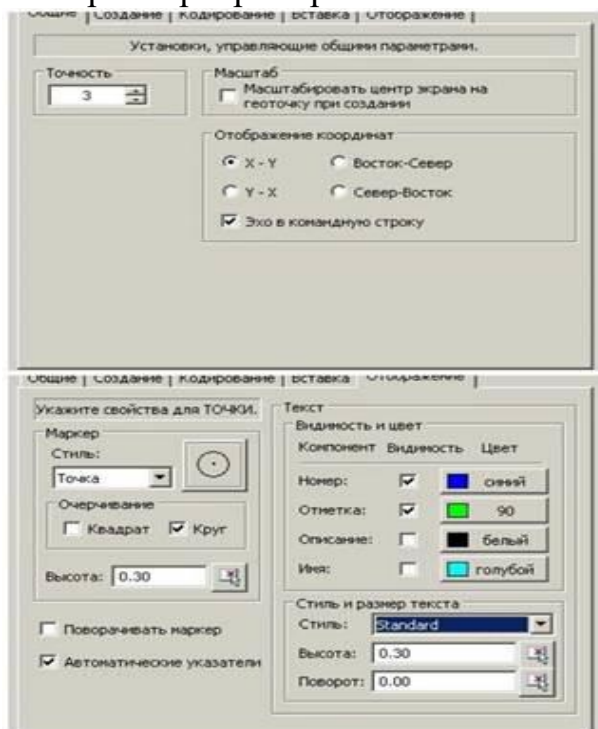 Общие | Создание | Кодирование | Вставка | Отображение |
Установки, управляющие общими параметрами.
Точность
3
Масштаб
Масштабировать центр экрана на
геоточку при создании
Отображение координат
X - Y
Восток-Север
Y - X
Север-Восток
Эхо в командную строку
Общие | Создание | Кодирование | Вставка Отображение |
Укажите свойства для ТОЧКИ.
Маркер
Стиль:
Точка
Очерчивание
Квадрат
Круг
Высота: 0.30
Поворачивать маркер
Автоматические указатели
Текст
Видимость и цвет
Компонент Видимость Цвет
Номер: синий
Отметка: 90
Описание: белый
Имя: голубой
Стиль и размер текста
Стиль: Standard
Высота: 0.30
Поворот: 0.00